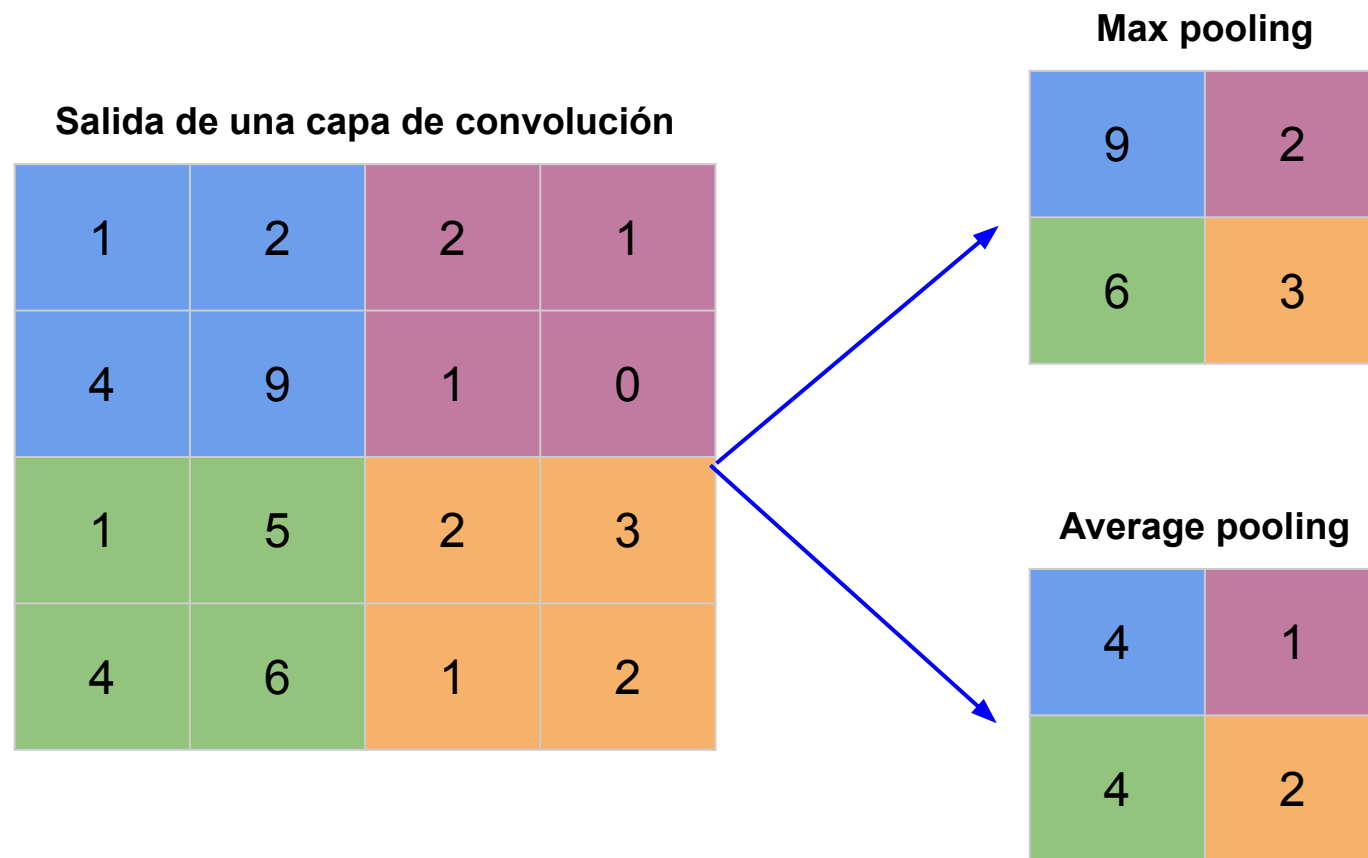 Max pooling
9 2
6 3
Salida de una capa de convolución
1 2 2 1
4 9 1 0
1 5 2 3
4 6 1 2
Average pooling
4 1
4 2